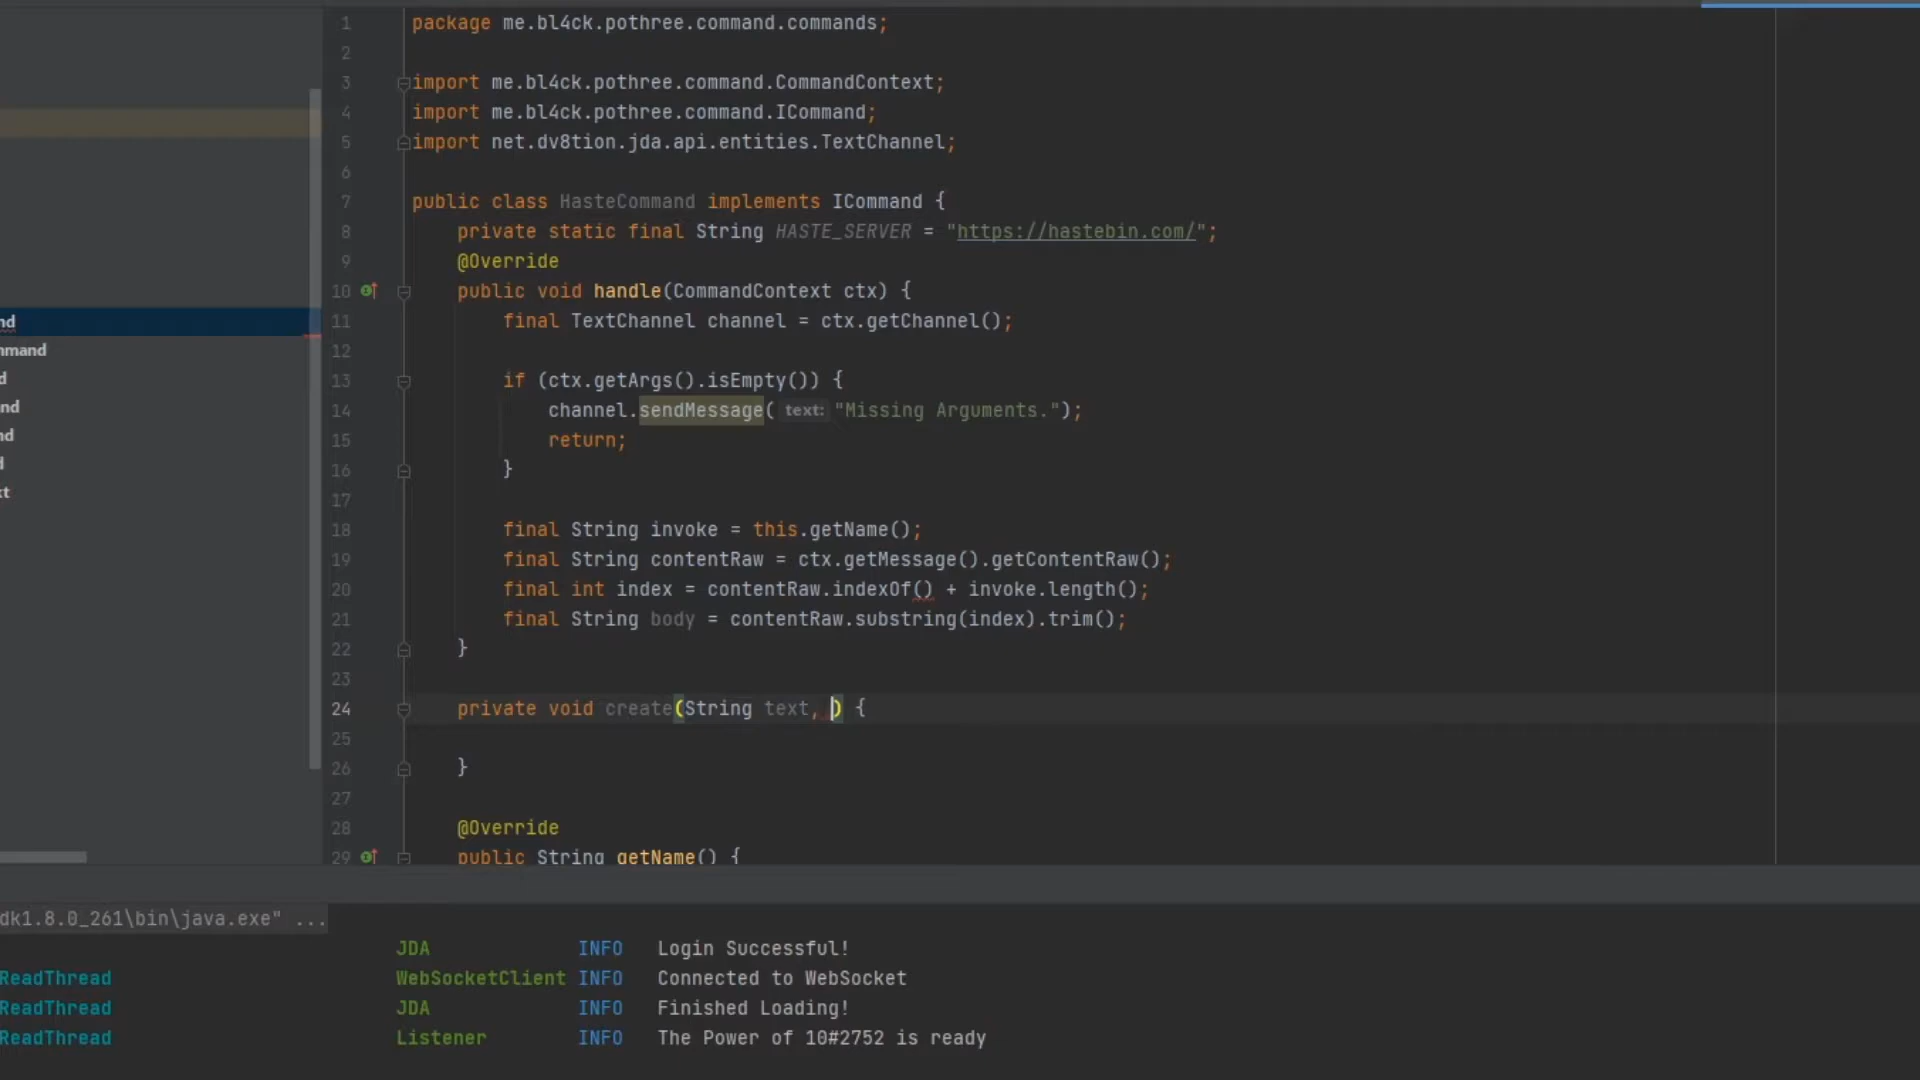 1 package me.bl4ck.pothree.command.commands;
2
3 import me.bl4ck.pothree.command.CommandContext;
4 import me.bl4ck.pothree.command.ICommand;
5 import net.dv8tion.jda.api.entities.TextChannel;
6
7 public class HasteCommand implements ICommand {
8 private static final String HASTE_SERVER = "https://hastebin.com/";
9 @Override
10 public void handle(CommandContext ctx) {
nd 11 final TextChannel channel = ctx.getChannel();
mmand 12
d 13 if (ctx.getArgs().isEmpty()) {
nd 14 channel.sendMessage( text: "Missing Arguments.");
nd 15 return;
d 16 }
t 17
18 final String invoke = this.getName();
19 final String contentRaw = ctx.getMessage().getContentRaw();
20 final int index = contentRaw.indexOf() + invoke.length();
21 final String body = contentRaw.substring(index).trim();
22 }
23
24 private void create(String text, ) {
25
26 }
27
28 @Override
29 public String getName() {
dk1.8.0_261\bin\java.exe" ...
JDA INFO Login Successful!
ReadThread WebSocketClient INFO Connected to WebSocket
ReadThread JDA INFO Finished Loading!
ReadThread Listener INFO The Power of 10#2752 is ready